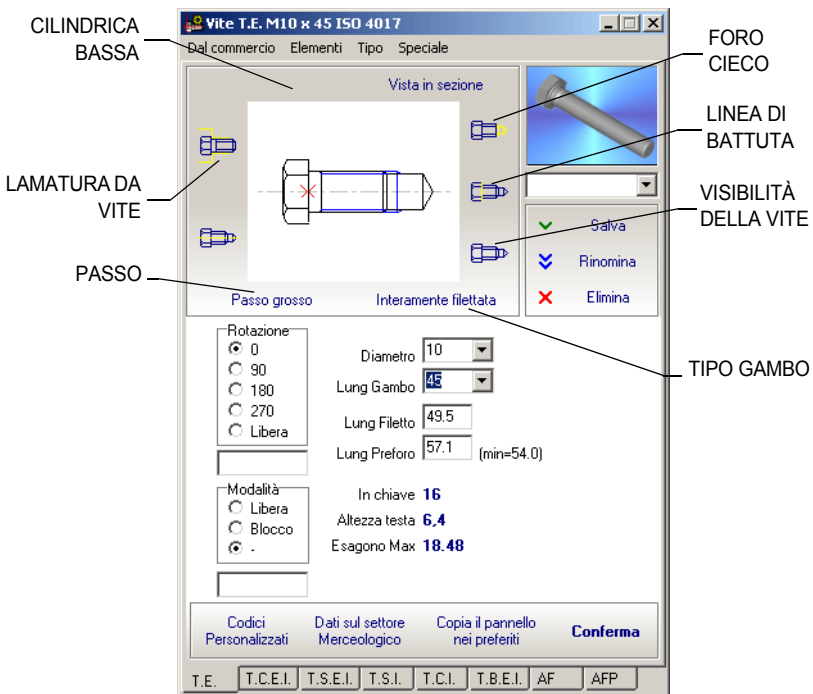 CILINDRICA
BASSA
LAMATURA DA
VITE
PASSO
Vite T.E. M10 x 45 ISO 4017
Dal commercio Elementi Tipo Speciale
Vista in sezione
Passo grosso Interamente filettata
FORO
CIECO
LINEA DI
BATTUTA
VISIBILITÀ
DELLA VITE
TIPO GAMBO
Salva
Rinomina
Elimina
Rotazione
0
90
180
270
Libera
Diametro 10
Lung Gambo 45
Lung Filetto 49.5
Lung Preforo 57.1 (min=54.0)
Modalità
Libera
Blocco
-
In chiave 16
Altezza testa 6,4
Esagono Max 18.48
Codici
Personalizzati
Dati sul settore
Merceologico
Copia il pannello
nei preferiti
Conferma
T.E. T.C.E.I. T.S.E.I. T.S.I. T.C.I. T.B.E.I. AF AFP